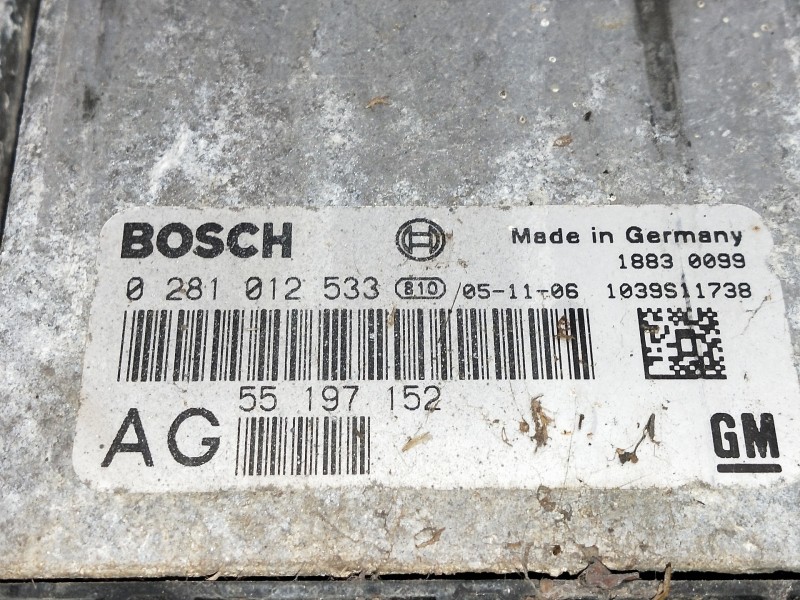 BOSCH Made in Germany
1883 0099
0 281 012 533 810 /05-11-06 1039S11738
55 197 152
AG GM